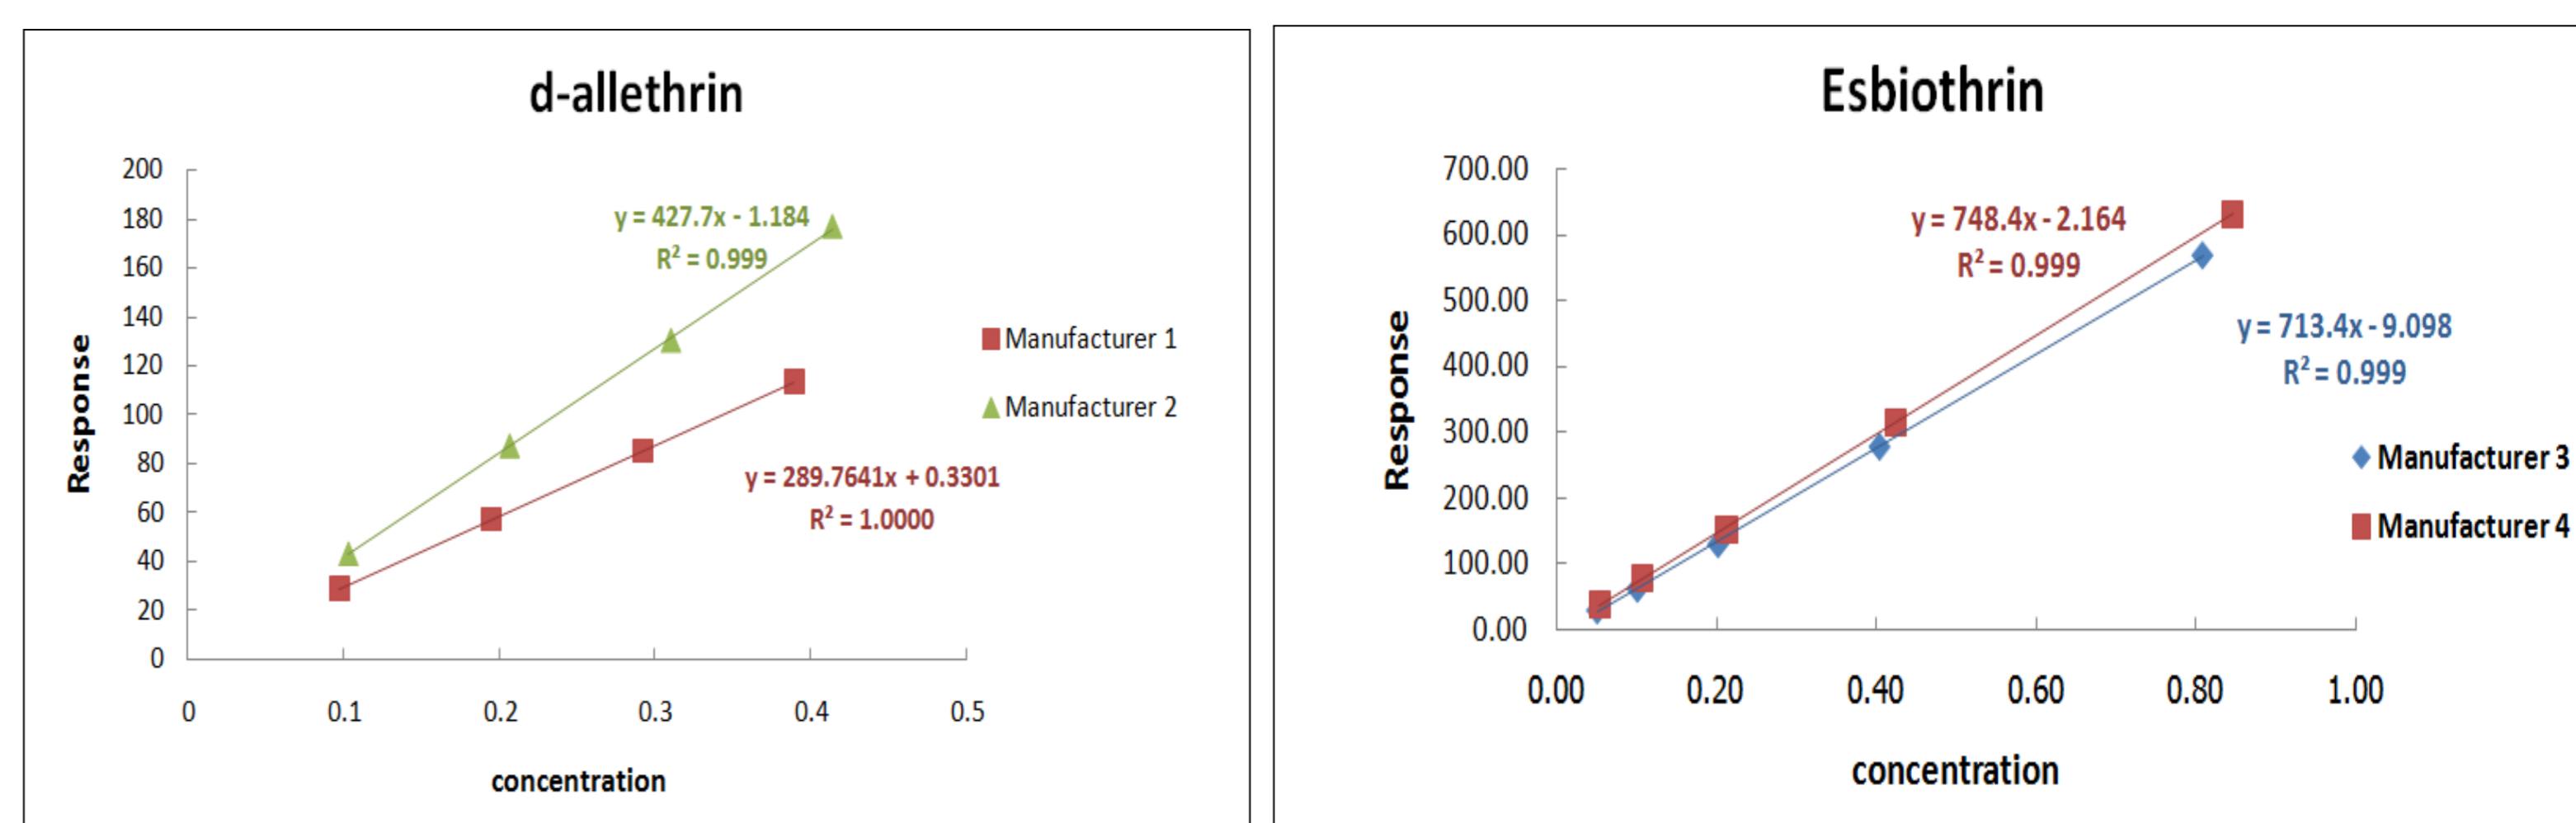 d-allethrin
200
180
160
140
120
100
80
60
40
20
0
Response
y = 427.7x - 1.184
R² = 0.999
y = 289.7641x + 0.3301
R² = 1.0000
Manufacturer 1
Manufacturer 2
0 0.1 0.2 0.3 0.4 0.5
concentration
Esbiothrin
700.00
600.00
500.00
400.00
300.00
200.00
100.00
0.00
Response
y = 748.4x - 2.164
R² = 0.999
y = 713.4x - 9.098
R² = 0.999
Manufacturer 3
Manufacturer 4
0.00 0.20 0.40 0.60 0.80 1.00
concentration